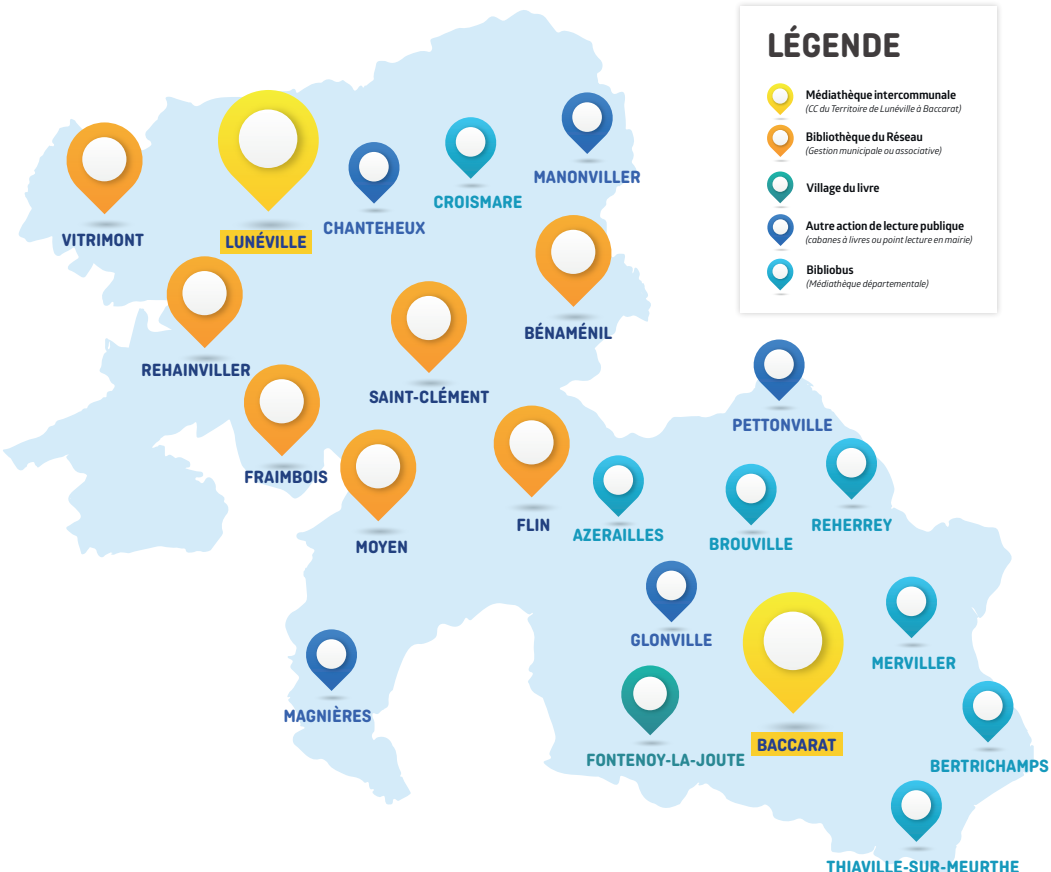 LÉGENDE
Médiathèque intercommunale
(CC du Territoire de Lunéville à Baccarat)
Bibliothèque du Réseau
(Gestion municipale ou associative)
Village du livre
Autre action de lecture publique
(cabanes à livres ou point lecture en mairie)
Bibliobus
(Médiathèque départementale)
MANONVILLER
CROISMARE
CHANTEHEUX
VITRIMONT
LUNÉVILLE
BÉNAMÉNIL
REHAINVILLER
SAINT-CLÉMENT
PETTONVILLE
FRAIMBOIS
FLIN
REHERREY
AZERAILLES
BROUVILLE
MOYEN
GLONVILLE
MERVILLER
MAGNIÈRES
BACCARAT
FONTENOY-LA-JOUTE
BERTRICHAMPS
THIAVILLE-SUR-MEURTHE